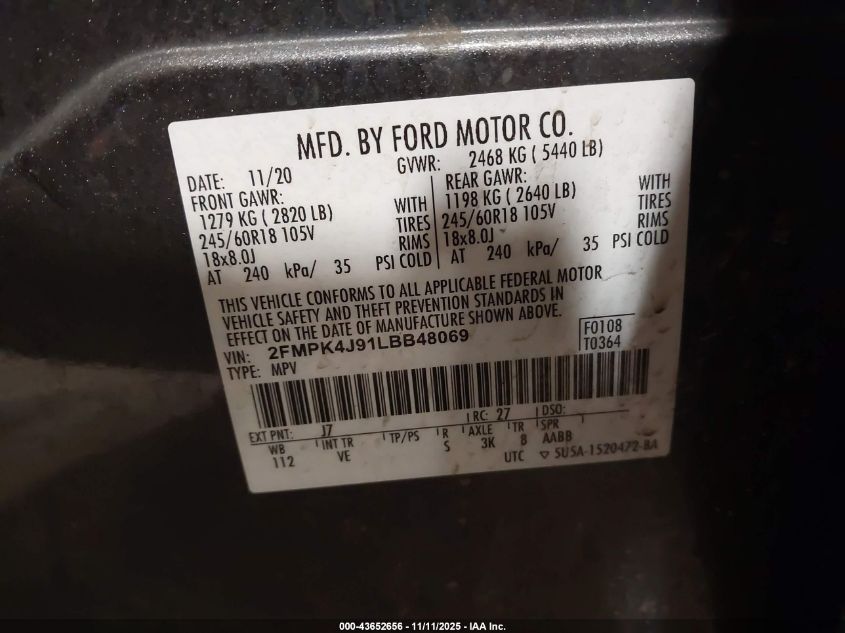 MFD. BY FORD MOTOR CO.
DATE: 11/20 GVWR: 2468 KG ( 5440 LB)
FRONT GAWR: REAR GAWR:
1279 KG ( 2820 LB) WITH 1198 KG ( 2640 LB) WITH
245/60R18 105V TIRES 245/60R18 105V TIRES
18x8.0J RIMS 18x8.0J RIMS
AT 240 kPa/ 35 PSI COLD AT 240 kPa/ 35 PSI COLD
THIS VEHICLE CONFORMS TO ALL APPLICABLE FEDERAL MOTOR
VEHICLE SAFETY AND THEFT PREVENTION STANDARDS IN
EFFECT ON THE DATE OF MANUFACTURE SHOWN ABOVE.
VIN: 2FMPK4J91LBB48069 F0108
TYPE: MPV T0364
EXT PNT: J7 RC: 27 DSO:
WB INT TR TP/PS R AXLE TR SPR
112 VE S 3K 8 AABB
UTC ▽ 5USA-1520472-BA
000-43652656 - 11/11/2025 - IAA Inc.